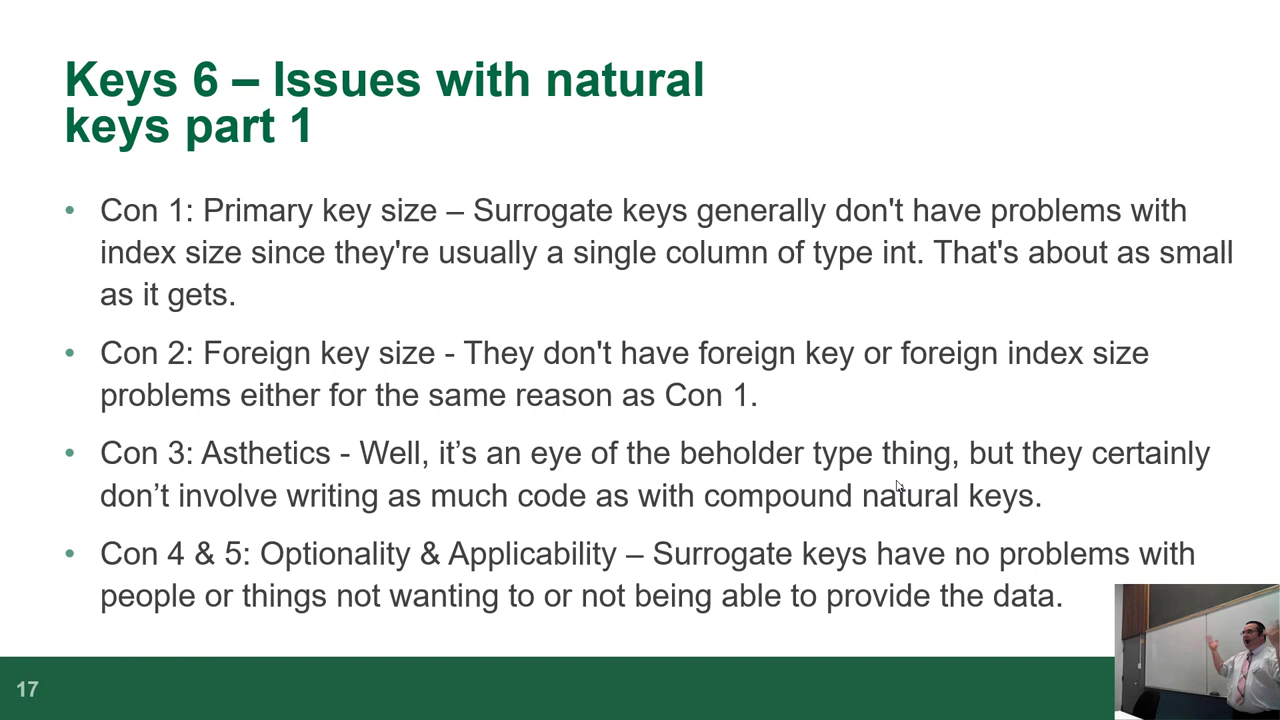 Keys 6 – Issues with natural
keys part 1
• Con 1: Primary key size – Surrogate keys generally don't have problems with
index size since they're usually a single column of type int. That's about as small
as it gets.
• Con 2: Foreign key size - They don't have foreign key or foreign index size
problems either for the same reason as Con 1.
• Con 3: Asthetics - Well, it’s an eye of the beholder type thing, but they certainly
don’t involve writing as much code as with compound natural keys.
• Con 4 & 5: Optionality & Applicability – Surrogate keys have no problems with
people or things not wanting to or not being able to provide the data.
17